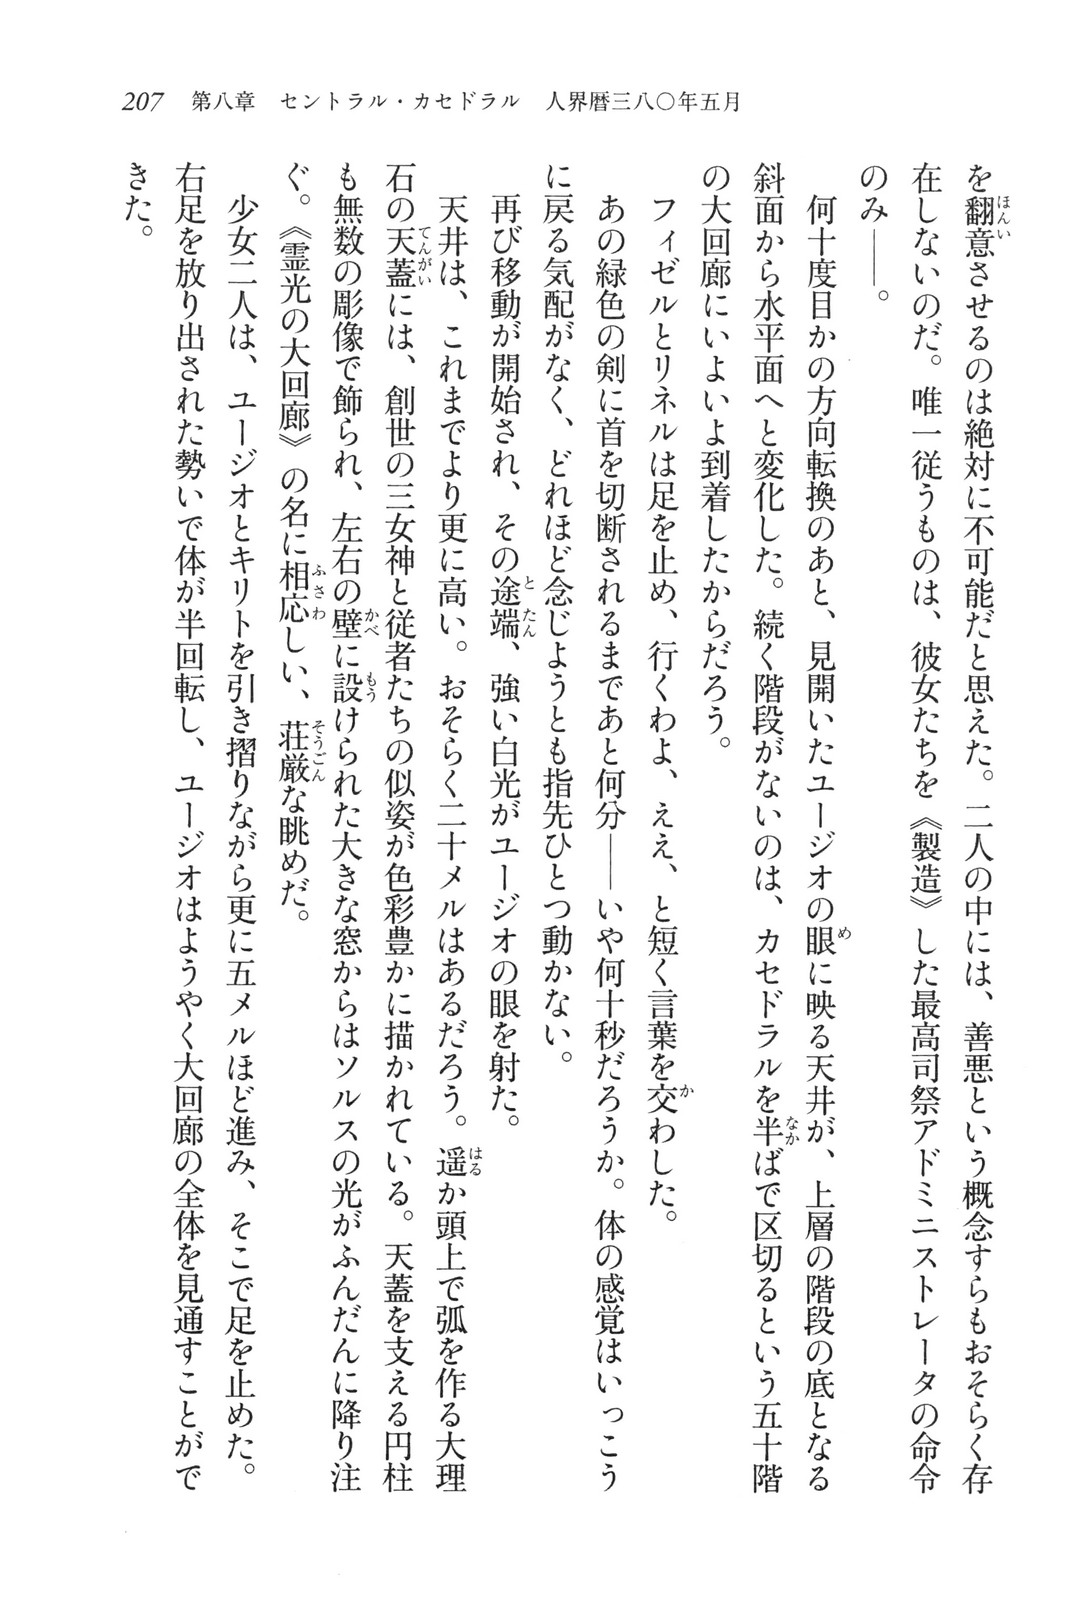 207　第八章　セントラル・カセドラル　人界暦三八〇年五月
を翻意させるのは絶対に不可能だと思えた。二人の中には、善悪という概念すらもおそらく存
在しないのだ。唯一従うものは、彼女たちを《製造》した最高司祭アドミニストレータの命令
のみ――。
　何十度目かの方向転換のあと、見開いたユージオの眼に映る天井が、上層の階段の底となる
斜面から水平面へと変化した。続く階段がないのは、カセドラルを半ばで区切るという五十階
の大回廊にいよいよ到着したからだろう。
　フィゼルとリネルは足を止め、行くわよ、ええ、と短く言葉を交わした。
　あの緑色の剣に首を切断されるまであと何分――いや何十秒だろうか。体の感覚はいっこう
に戻る気配がなく、どれほど念じようとも指先ひとつ動かない。
　再び移動が開始され、その途端、強い白光がユージオの眼を射た。
　天井は、これまでより更に高い。おそらく二十メルはあるだろう。遥か頭上で弧を作る大理
石の天蓋には、創世の三女神と従者たちの似姿が色彩豊かに描かれている。天蓋を支える円柱
も無数の彫像で飾られ、左右の壁に設けられた大きな窓からはソルスの光がふんだんに降り注
ぐ。《霊光の大回廊》の名に相応しい、荘厳な眺めだ。
　少女二人は、ユージオとキリトを引き摺りながら更に五メルほど進み、そこで足を止めた。
右足を放り出された勢いで体が半回転し、ユージオはようやく大回廊の全体を見通すことがで
きた。